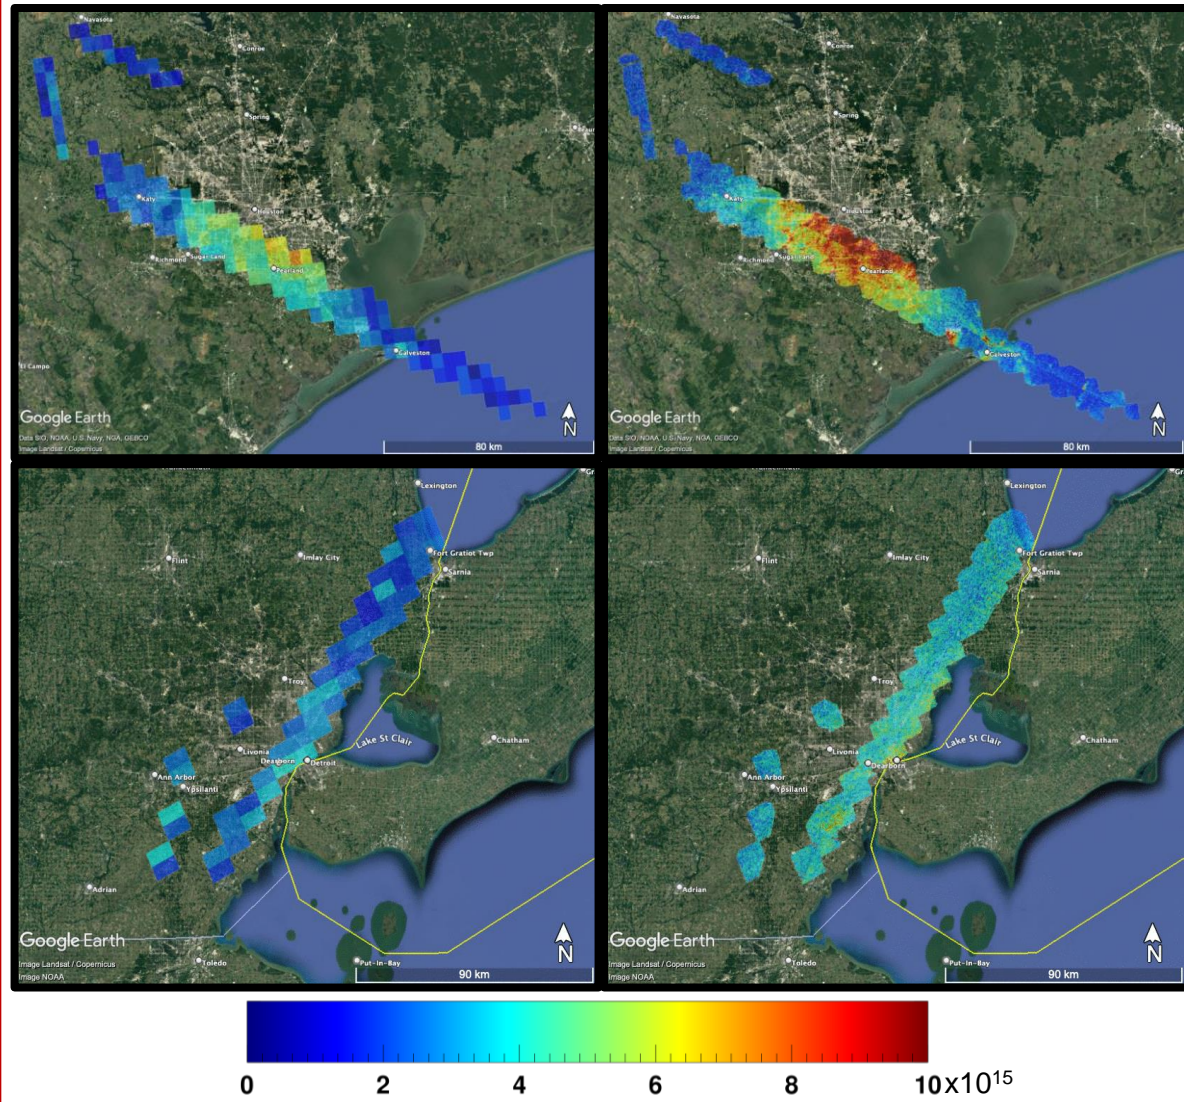 Navasota
Conroe
Spring
Katy
Houston
Richmond
Sugar Land
Pearland
Galveston
El Campo
Google Earth
N
Data SIO, NOAA, U.S. Navy, NGA, GEBCO
Image Landsat / Copernicus
80 km
Navasota
Conroe
Spring
Katy
Houston
Richmond
Sugar Land
Pearland
Galveston
Google Earth
N
Data SIO, NOAA, U.S. Navy, NGA, GEBCO
Image Landsat / Copernicus
80 km
Lexington
Flint
Imlay City
Fort Gratiot Twp
Sarnia
Troy
Livonia
Lake St Clair
Chatham
Dearborn
Detroit
Ann Arbor
Ypsilanti
Adrian
Google Earth
N
Toledo
Put-In-Bay
Image Landsat / Copernicus
Image NOAA
90 km
Lexington
Flint
Imlay City
Fort Gratiot Twp
Sarnia
Troy
Livonia
Lake St Clair
Chatham
Dearborn
Ann Arbor
Ypsilanti
Adrian
Google Earth
N
Toledo
Put-In-Bay
Image Landsat / Copernicus
Image NOAA
90 km
0 2 4 6 8 10 x10¹⁵